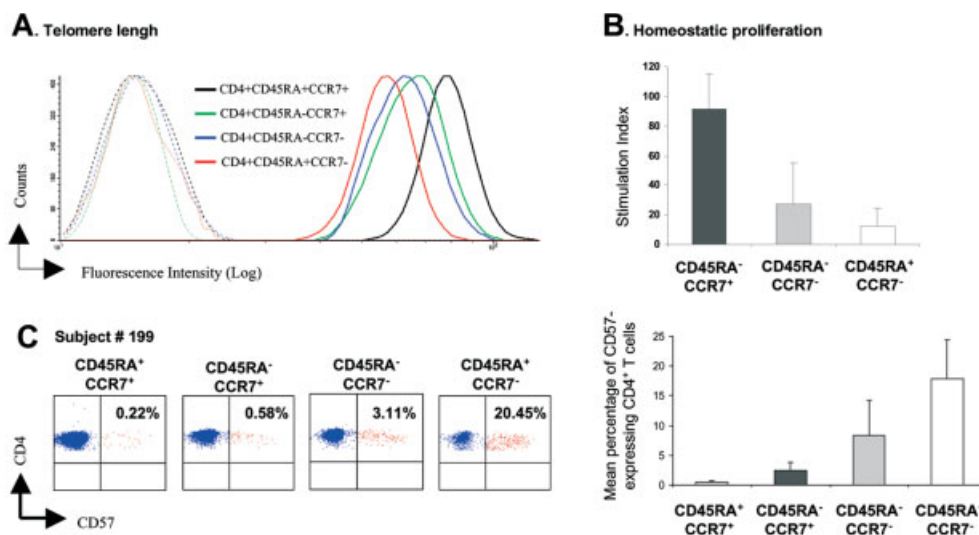 A. Telomere lengh
CD4+CD45RA+CCR7+
CD4+CD45RA-CCR7+
CD4+CD45RA-CCR7-
CD4+CD45RA+CCR7-
Counts
Fluorescence Intensity (Log)
B. Homeostatic proliferation
Stimulation Index
120
100
80
60
40
20
0
CD45RA- CD45RA- CD45RA+
CCR7+ CCR7- CCR7-
C Subject # 199
CD45RA+ CD45RA- CD45RA- CD45RA+
CCR7+ CCR7+ CCR7- CCR7-
0.22% 0.58% 3.11% 20.45%
CD4
CD57
Mean percentage of CD57-
expressing CD4+ T cells
25
20
15
10
5
0
CD45RA+ CD45RA- CD45RA- CD45RA
CCR7+ CCR7+ CCR7- CCR7-